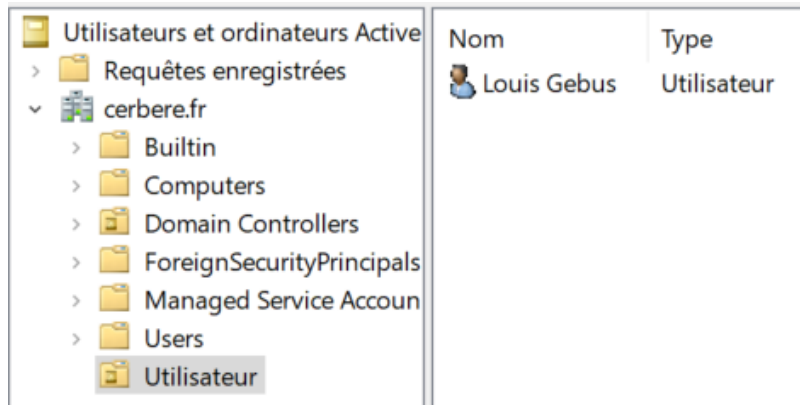 Utilisateurs et ordinateurs Active
Requêtes enregistrées
cerbere.fr
Builtin
Computers
Domain Controllers
ForeignSecurityPrincipals
Managed Service Accoun
Users
Utilisateur
Nom Type
Louis Gebus Utilisateur